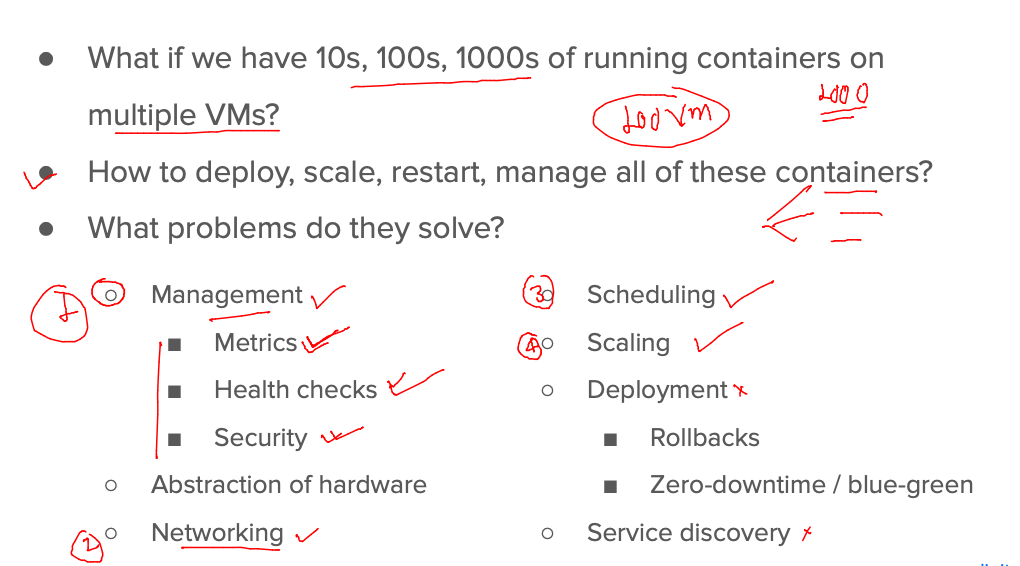 What if we have 10s, 100s, 1000s of running containers on
multiple VMs?
100 VM
1000
How to deploy, scale, restart, manage all of these containers?
What problems do they solve?
1
Management
Metrics
Health checks
Security
Abstraction of hardware
2
Networking
3
Scheduling
4
Scaling
Deployment
Rollbacks
Zero-downtime / blue-green
Service discovery